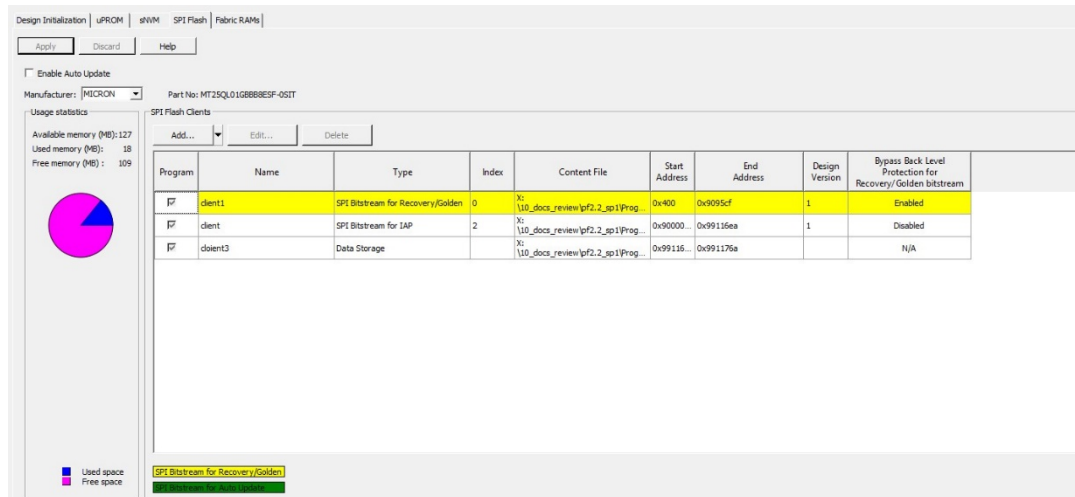 Design Initialization uPROM sNVM SPI Flash Fabric RAMs
Apply Discard Help
Enable Auto Update
Manufacturer: MICRON Part No: MT25QL01GBBB8ESF-0SIT
Usage statistics
Available memory (MB): 127
Used memory (MB): 18
Free memory (MB) : 109
Used space
Free space
SPI Flash Clients
Add... Edit... Delete
Program Name Type Index Content File Start Address End Address Design Version Bypass Back Level Protection for Recovery/Golden bitstream
client1 SPI Bitstream for Recovery/Golden 0 X: \10_docs_review\pf2.2_sp1\Prog... 0x400 0x9095cf 1 Enabled
client SPI Bitstream for IAP 2 X: \10_docs_review\pf2.2_sp1\Prog... 0x90000... 0x99116ea 1 Disabled
cloient3 Data Storage X: \10_docs_review\pf2.2_sp1\Prog... 0x99116... 0x991176a N/A
SPI Bitstream for Recovery/Golden
SPI Bitstream for Auto Update